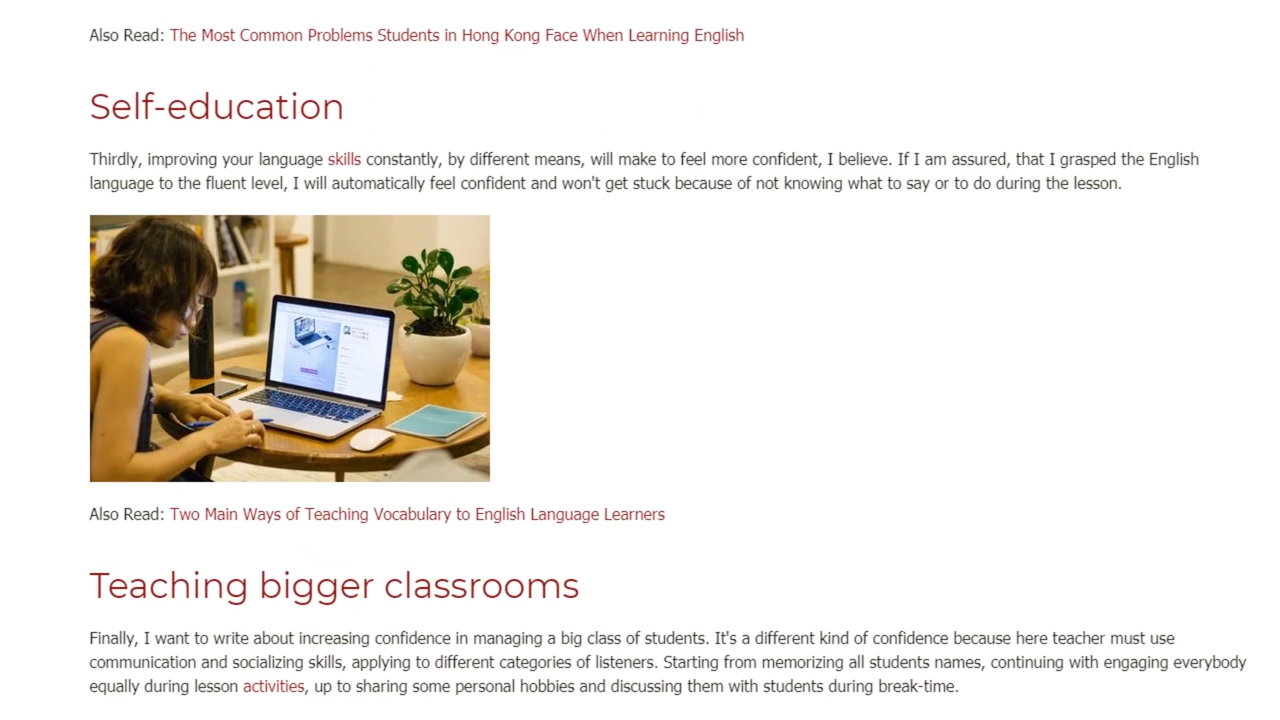 Also Read: The Most Common Problems Students in Hong Kong Face When Learning English
Self-education
Thirdly, improving your language skills constantly, by different means, will make to feel more confident, I believe. If I am assured, that I grasped the English
language to the fluent level, I will automatically feel confident and won't get stuck because of not knowing what to say or to do during the lesson.
Also Read: Two Main Ways of Teaching Vocabulary to English Language Learners
Teaching bigger classrooms
Finally, I want to write about increasing confidence in managing a big class of students. It's a different kind of confidence because here teacher must use
communication and socializing skills, applying to different categories of listeners. Starting from memorizing all students names, continuing with engaging everybody
equally during lesson activities, up to sharing some personal hobbies and discussing them with students during break-time.